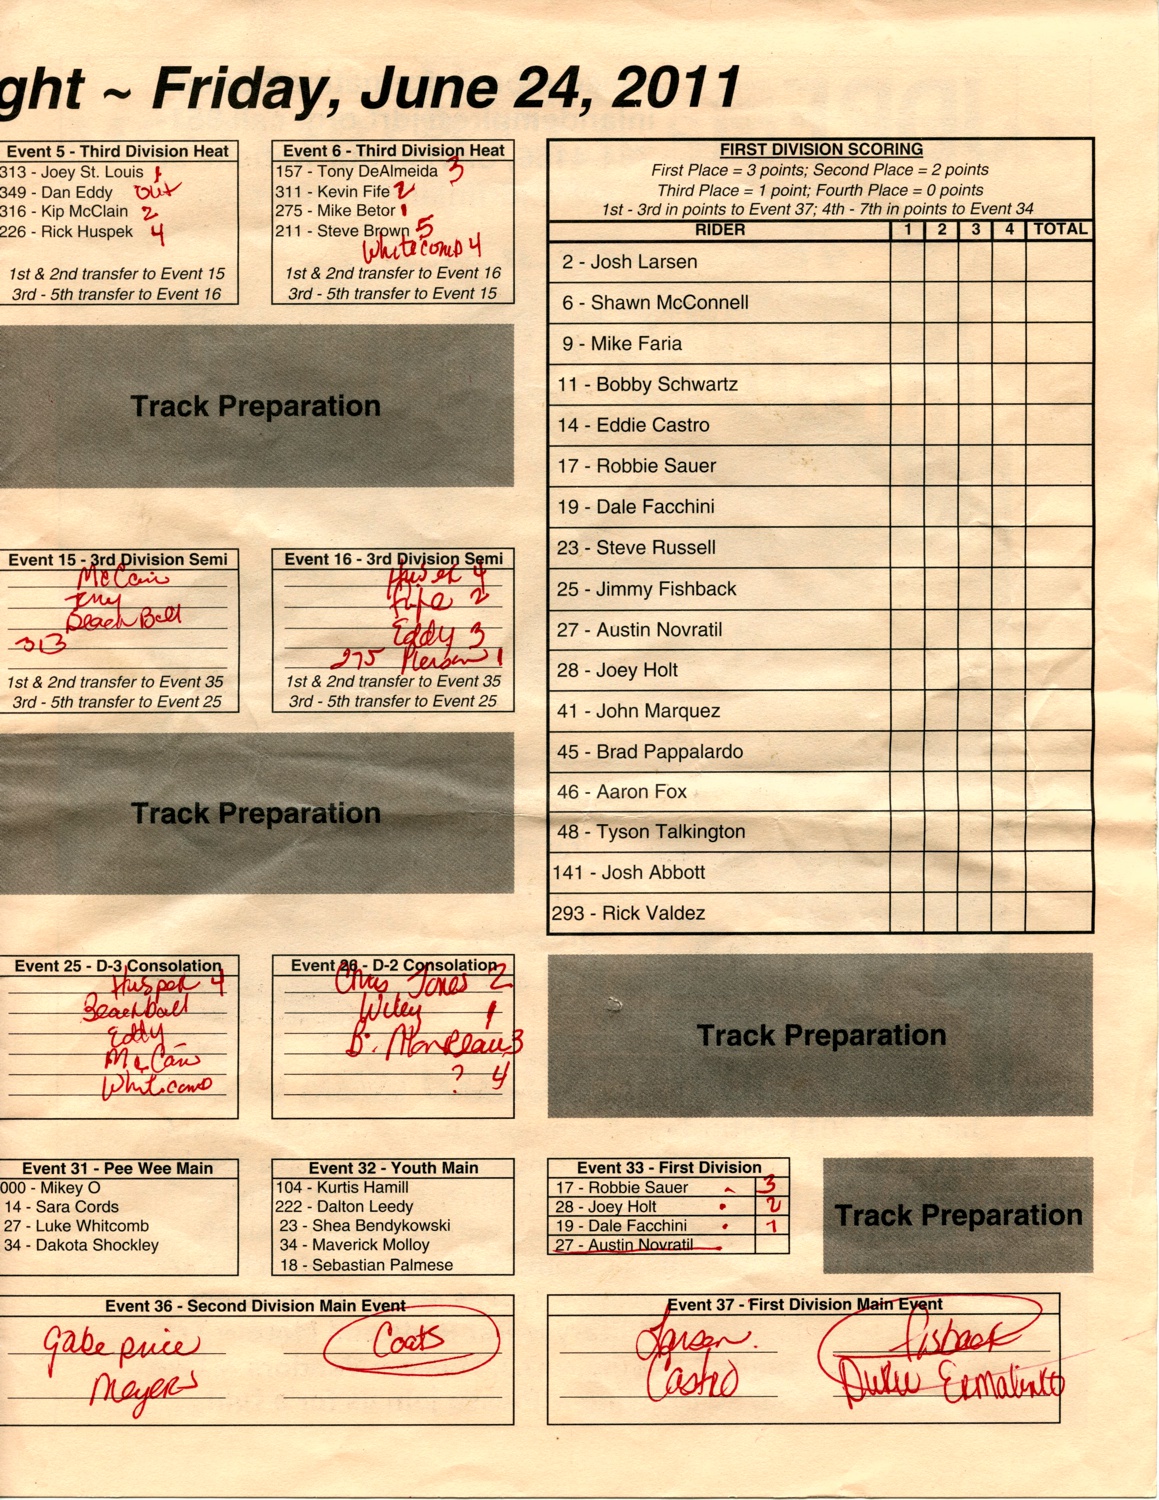 ght ~ Friday, June 24, 2011
Event 5 - Third Division Heat
313 - Joey St. Louis 1
349 - Dan Eddy out
316 - Kip McClain 2
226 - Rick Huspek 4
1st & 2nd transfer to Event 15
3rd - 5th transfer to Event 16
Event 6 - Third Division Heat
157 - Tony DeAlmeida 3
311 - Kevin Fife 2
275 - Mike Betor 1
211 - Steve Brown 5
Whitecomb 4
1st & 2nd transfer to Event 16
3rd - 5th transfer to Event 15
FIRST DIVISION SCORING
First Place = 3 points; Second Place = 2 points
Third Place = 1 point; Fourth Place = 0 points
1st - 3rd in points to Event 37; 4th - 7th in points to Event 34
RIDER 1 2 3 4 TOTAL
2 - Josh Larsen
6 - Shawn McConnell
9 - Mike Faria
11 - Bobby Schwartz
14 - Eddie Castro
17 - Robbie Sauer
19 - Dale Facchini
23 - Steve Russell
25 - Jimmy Fishback
27 - Austin Novratil
28 - Joey Holt
41 - John Marquez
45 - Brad Pappalardo
46 - Aaron Fox
48 - Tyson Talkington
141 - Josh Abbott
293 - Rick Valdez
Track Preparation
Event 15 - 3rd Division Semi
McCain
Tony
Beach Ball
313
1st & 2nd transfer to Event 35
3rd - 5th transfer to Event 25
Event 16 - 3rd Division Semi
4
Fife 2
Eddy 3
275 1
1st & 2nd transfer to Event 35
3rd - 5th transfer to Event 25
Track Preparation
Event 25 - D-3 Consolation
Huspek 4
Beachball
Eddy
McCain
Whitcomb
Event 26 - D-2 Consolation
Chris Jones 2
Wiley 1
B. 3
? 4
Track Preparation
Event 31 - Pee Wee Main
000 - Mikey O
14 - Sara Cords
27 - Luke Whitcomb
34 - Dakota Shockley
Event 32 - Youth Main
104 - Kurtis Hamill
222 - Dalton Leedy
23 - Shea Bendykowski
34 - Maverick Molloy
18 - Sebastian Palmese
Event 33 - First Division
17 - Robbie Sauer 3
28 - Joey Holt 2
19 - Dale Facchini 1
27 - Austin Novratil
Track Preparation
Event 36 - Second Division Main Event
Gabe price Coats
Meyers
Event 37 - First Division Main Event
Larsen. Fisback
Castro Duke Ermalinko